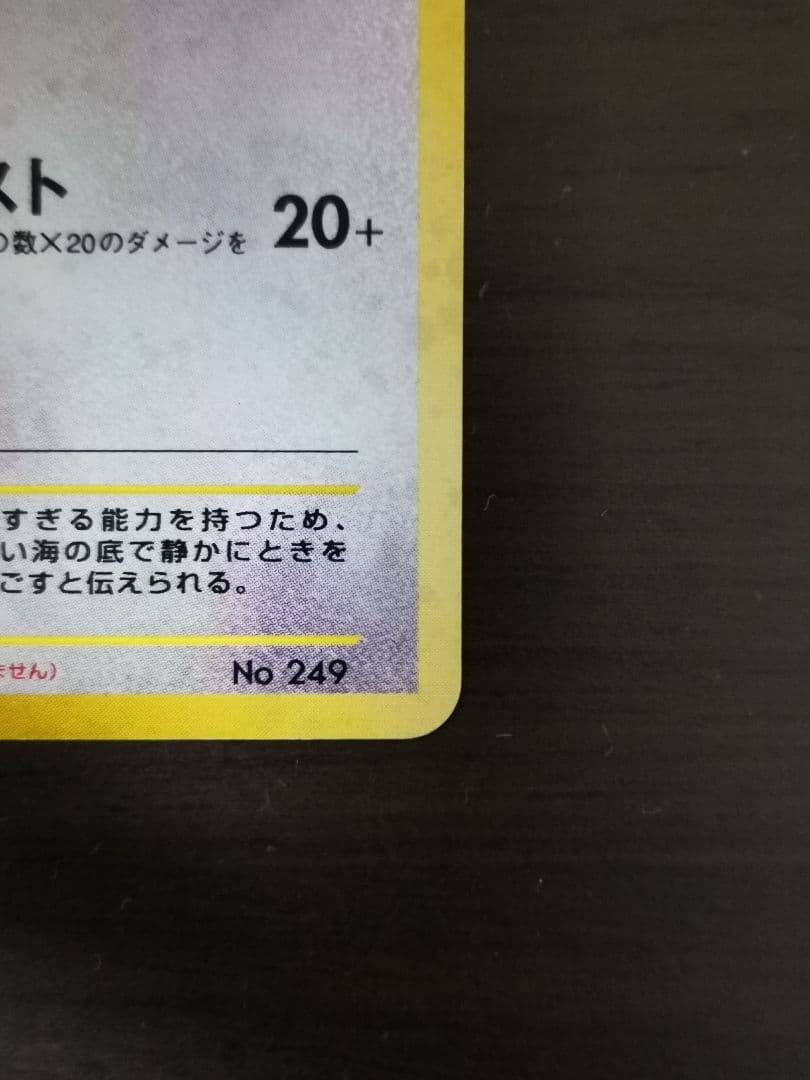 スト
の数×20のダメージを
20+
すぎる能力を持つため、
い海の底で静かにときを
ごすと伝えられる。
ません)
No 249